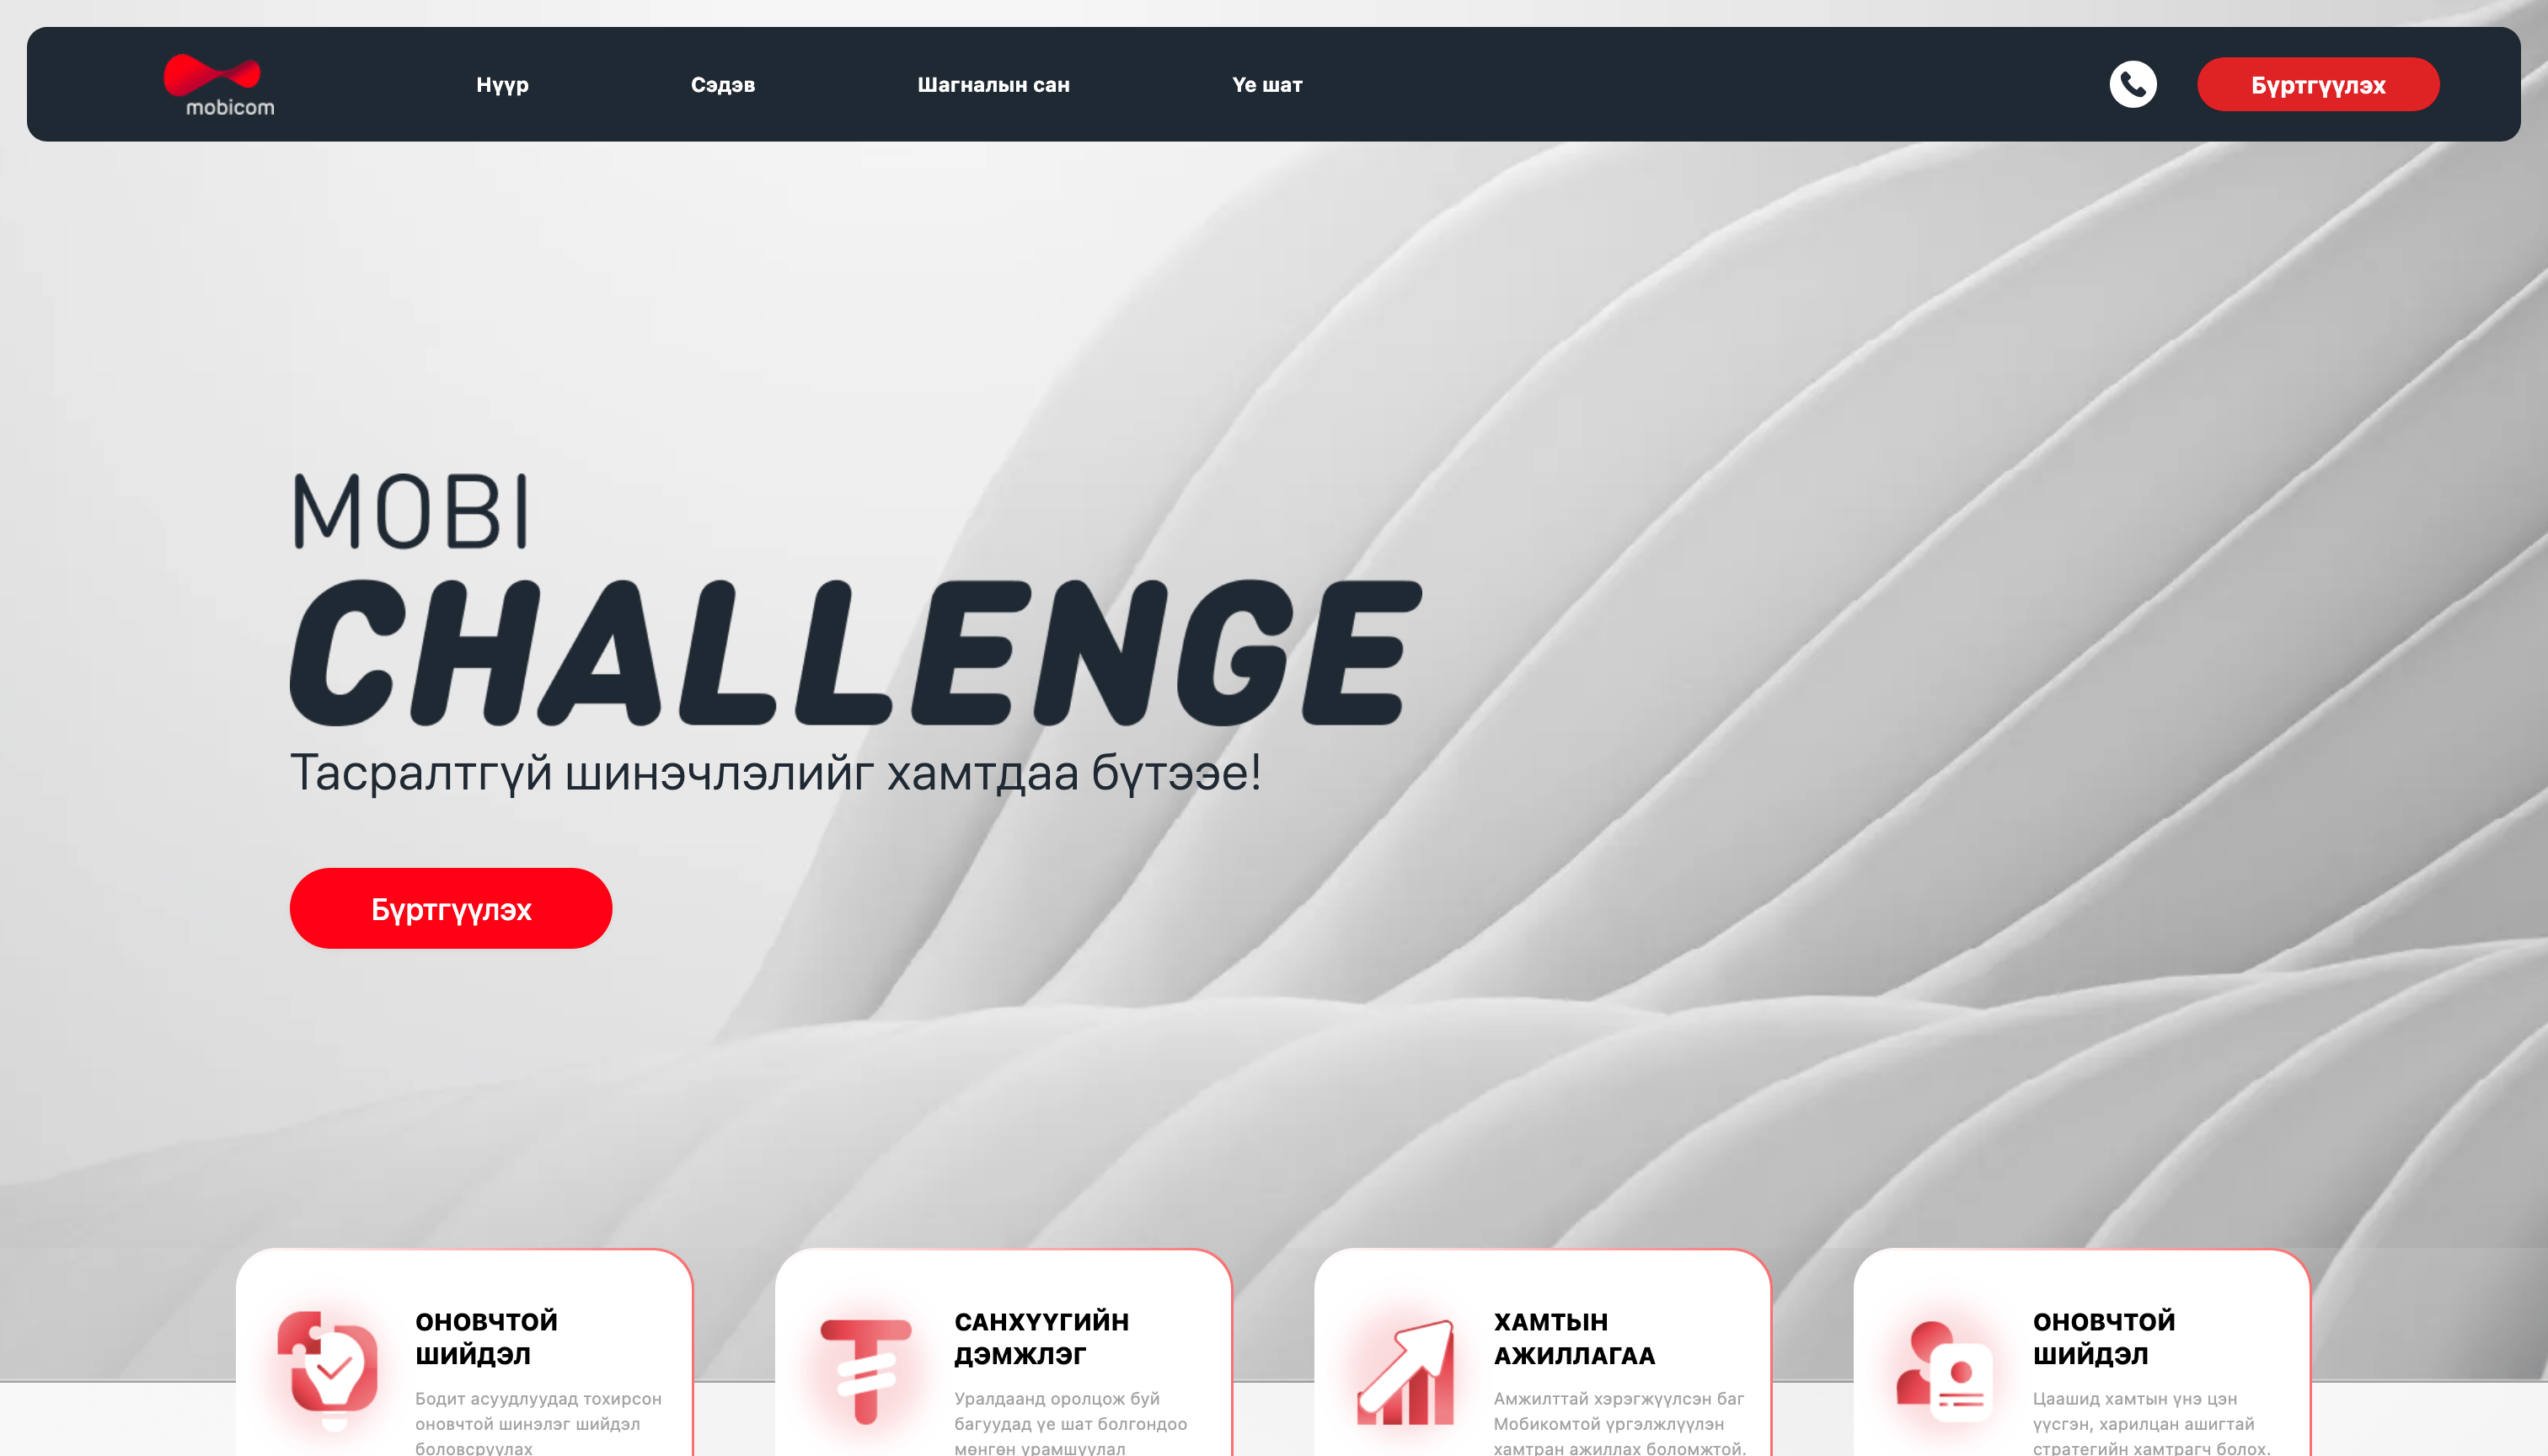 mobicom
Нүүр
Сэдэв
Шагналын сан
Үе шат
Бүртгүүлэх
MOBI
CHALLENGE
Тасралтгүй шинэчлэлийг хамтдаа бүтээе!
Бүртгүүлэх
ОНОВЧТОЙ
ШИЙДЭЛ
Бодит асуудлуудад тохирсон
оновчтой шинэлэг шийдэл
боловсруулах
САНХҮҮГИЙН
ДЭМЖЛЭГ
Уралдаанд оролцож буй
багуудад үе шат болгондоо
мөнгөн урамшуулал
ХАМТЫН
АЖИЛЛАГАА
Амжилттай хэрэгжүүлсэн баг
Мобикомтой үргэлжлүүлэн
хамтран ажиллах боломжтой.
ОНОВЧТОЙ
ШИЙДЭЛ
Цаашид хамтын үнэ цэн
үүсгэн, харилцан ашигтай
стратегийн хамтрагч болох.